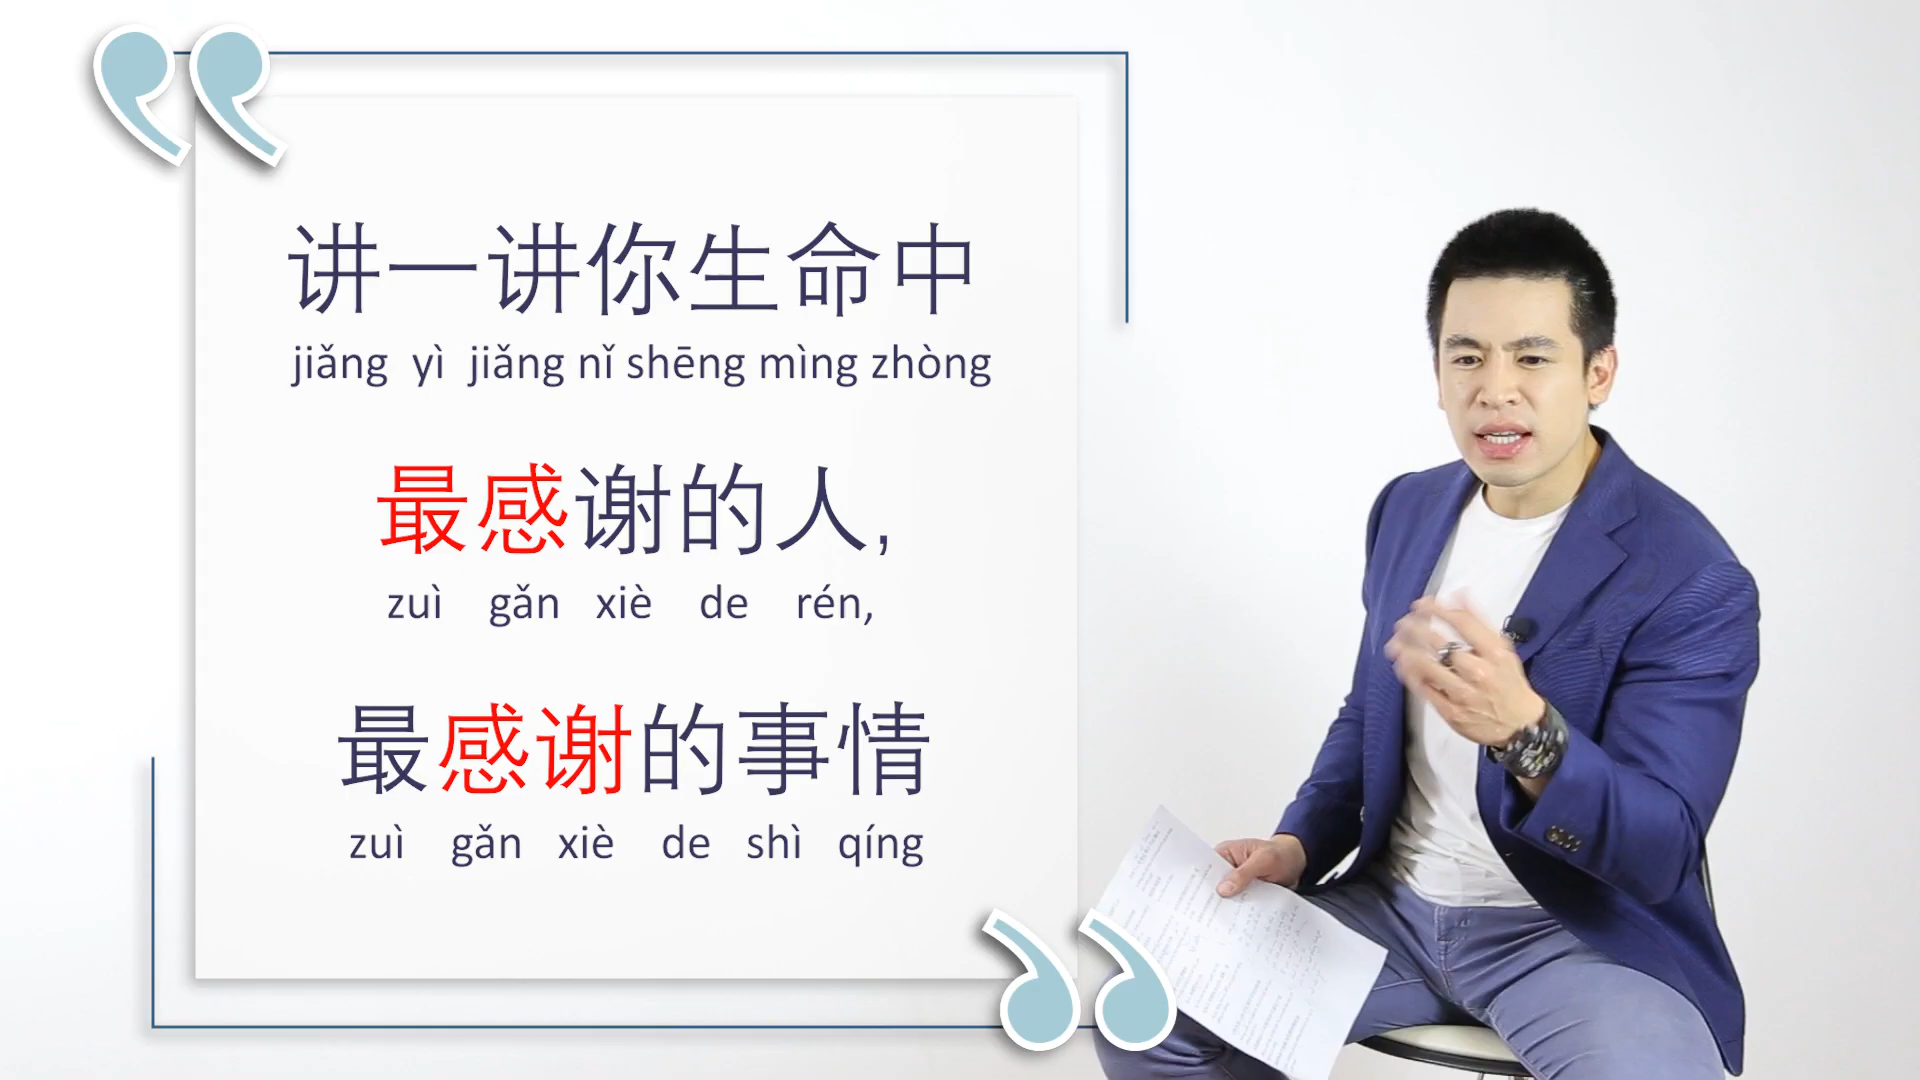 讲一讲你生命中
jiǎng yì jiǎng nǐ shēng mìng zhòng
最感谢的人,
zuì gǎn xiè de rén,
最感谢的事情
zuì gǎn xiè de shì qíng